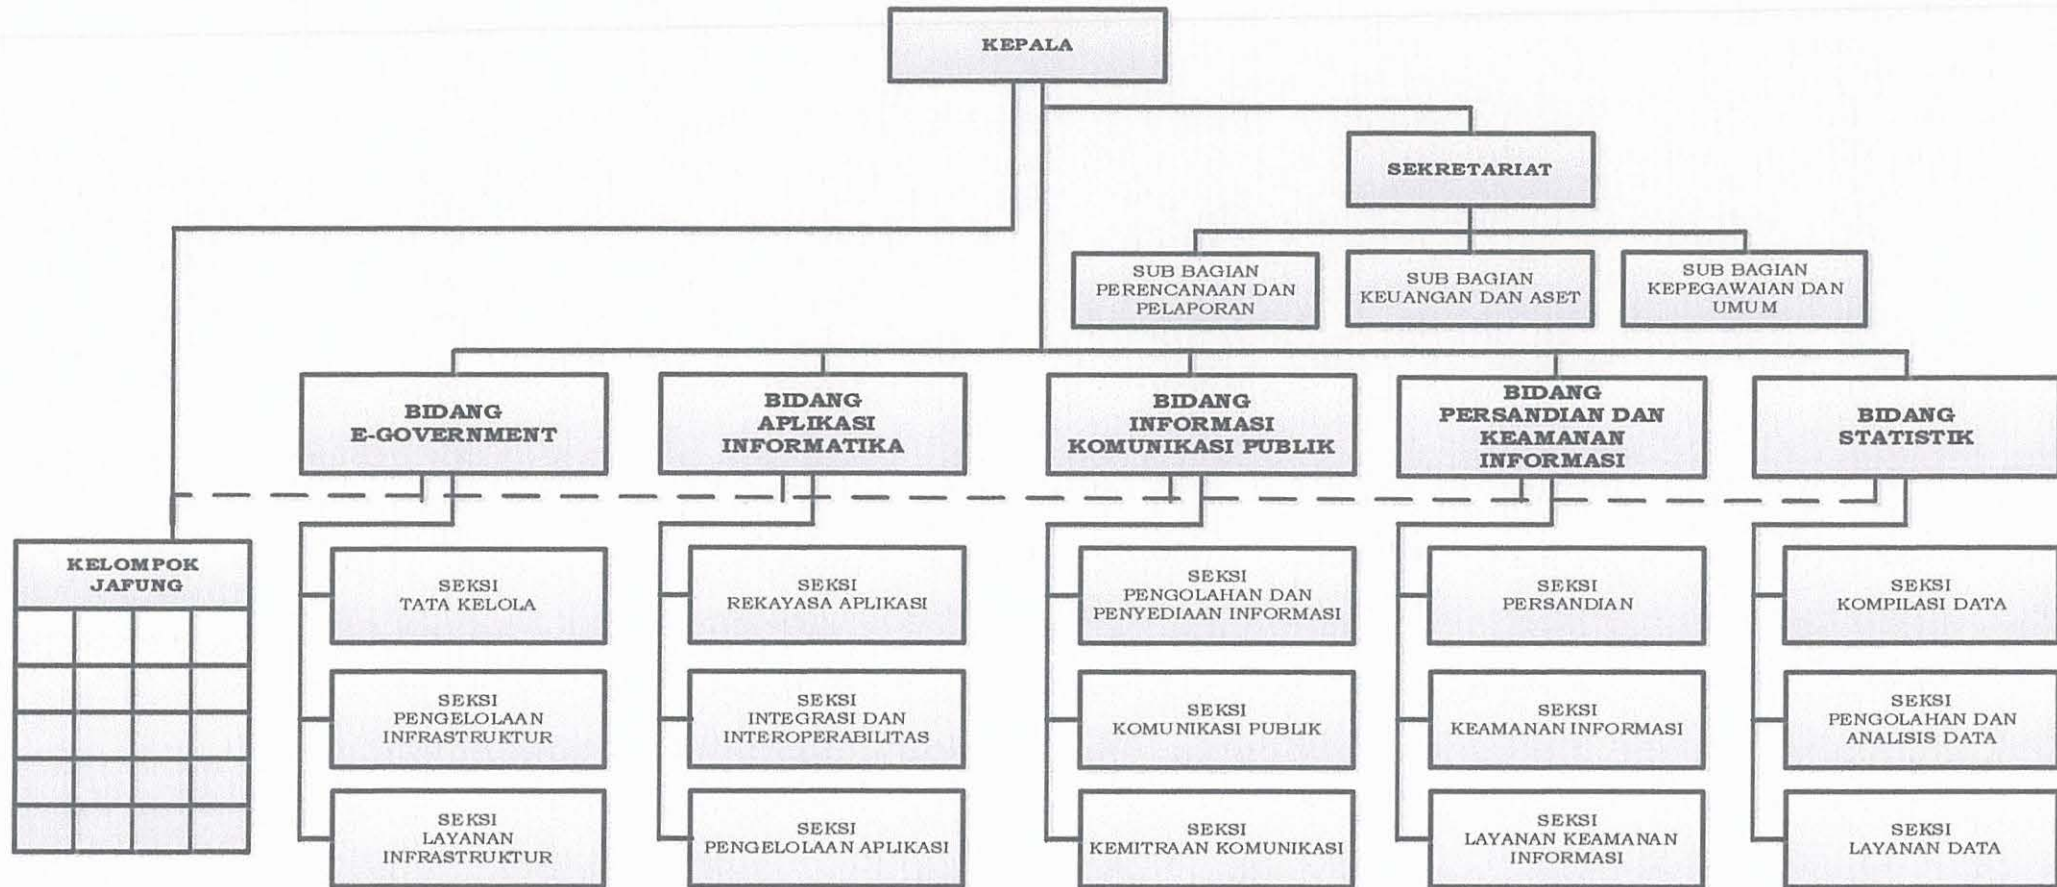 KEPALA
SEKRETARIAT
SUB BAGIAN
PERENCANAAN DAN
PELAPORAN
SUB BAGIAN
KEUANGAN DAN ASET
SUB BAGIAN
KEPEGAWAIAN DAN
UMUM
BIDANG
E-GOVERNMENT
BIDANG
APLIKASI
INFORMATIKA
BIDANG
INFORMASI
KOMUNIKASI PUBLIK
BIDANG
PERSANDIAN DAN
KEAMANAN
INFORMASI
BIDANG
STATISTIK
KELOMPOK
JAFUNG
SEKSI
TATA KELOLA
SEKSI
REKAYASA APLIKASI
SEKSI
PENGOLAHAN DAN
PENYEDIAAN INFORMASI
SEKSI
PERSANDIAN
SEKSI
KOMPILASI DATA
SEKSI
PENGELOLAAN
INFRASTRUKTUR
SEKSI
INTEGRASI DAN
INTEROPERABILITAS
SEKSI
KOMUNIKASI PUBLIK
SEKSI
KEAMANAN INFORMASI
SEKSI
PENGOLAHAN DAN
ANALISIS DATA
SEKSI
LAYANAN
INFRASTRUKTUR
SEKSI
PENGELOLAAN APLIKASI
SEKSI
KEMITRAAN KOMUNIKASI
SEKSI
LAYANAN KEAMANAN
INFORMASI
SEKSI
LAYANAN DATA